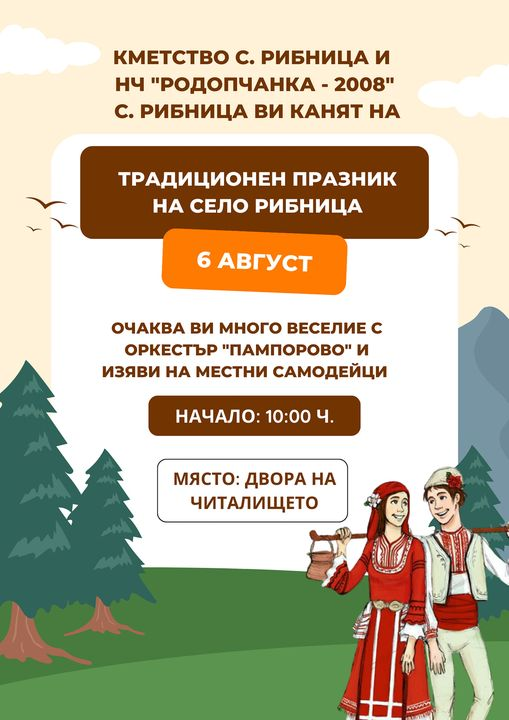 КМЕТСТВО С. РИБНИЦА И
НЧ "РОДОПЧАНКА - 2008"
С. РИБНИЦА ВИ КАНЯТ НА
ТРАДИЦИОНЕН ПРАЗНИК
НА СЕЛО РИБНИЦА
6 АВГУСТ
ОЧАКВА ВИ МНОГО ВЕСЕЛИЕ С
ОРКЕСТЪР "ПАМПОРОВО" И
ИЗЯВИ НА МЕСТНИ САМОДЕЙЦИ
НАЧАЛО: 10:00 Ч.
МЯСТО: ДВОРА НА
ЧИТАЛИЩЕТО